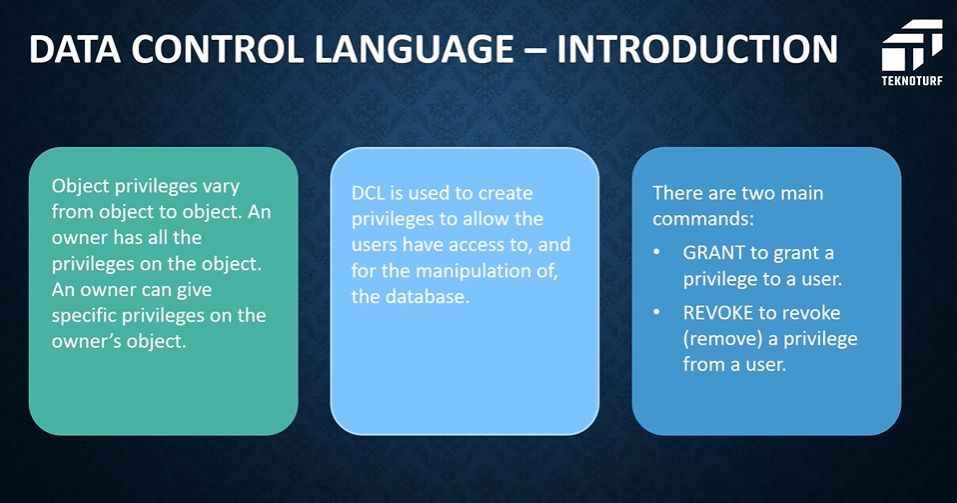 DATA CONTROL LANGUAGE – INTRODUCTION
TEKNOTURF
Object privileges vary
from object to object. An
owner has all the
privileges on the object.
An owner can give
specific privileges on the
owner's object.
DCL is used to create
privileges to allow the
users have access to, and
for the manipulation of,
the database.
There are two main
commands:
• GRANT to grant a
privilege to a user.
• REVOKE to revoke
(remove) a privilege
from a user.